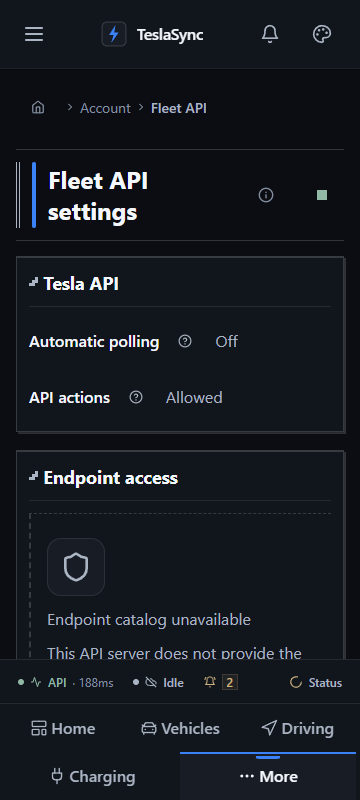 TeslaSync
Account
Fleet API
Fleet API
settings
Tesla API
Automatic polling
Off
API actions
Allowed
Endpoint access
Endpoint catalog unavailable
This API server does not provide the
API · 188ms
Idle
2
Status
Home
Vehicles
Driving
Charging
More